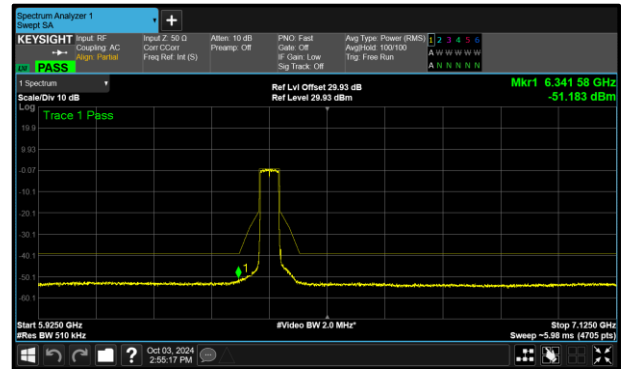 Spectrum Analyzer 1
Swept SA
+
KEYSIGHT Input: RF Input Z: 50 Ω Atten: 10 dB PNO: Fast Avg Type: Power (RMS) 1 2 3 4 5 6
Coupling: AC Corr CCorr Preamp: Off Gate: Off Avg|Hold: 100/100 A W W W W W
Align: Partial Freq Ref: Int (S) IF Gain: Low Trig: Free Run A N N N N N
PASS Sig Track: Off
1 Spectrum Ref Lvl Offset 29.93 dB Mkr1 6.341 58 GHz
Scale/Div 10 dB Ref Level 29.93 dBm -51.183 dBm
Log
Trace 1 Pass
19.9
9.93
-0.07
-10.1
-20.1
-30.1
-40.1
1
-50.1
-60.1
Start 5.9250 GHz #Video BW 2.0 MHz* Stop 7.1250 GHz
#Res BW 510 kHz Sweep ~5.98 ms (4705 pts)
? Oct 03, 2024
2:55:17 PM